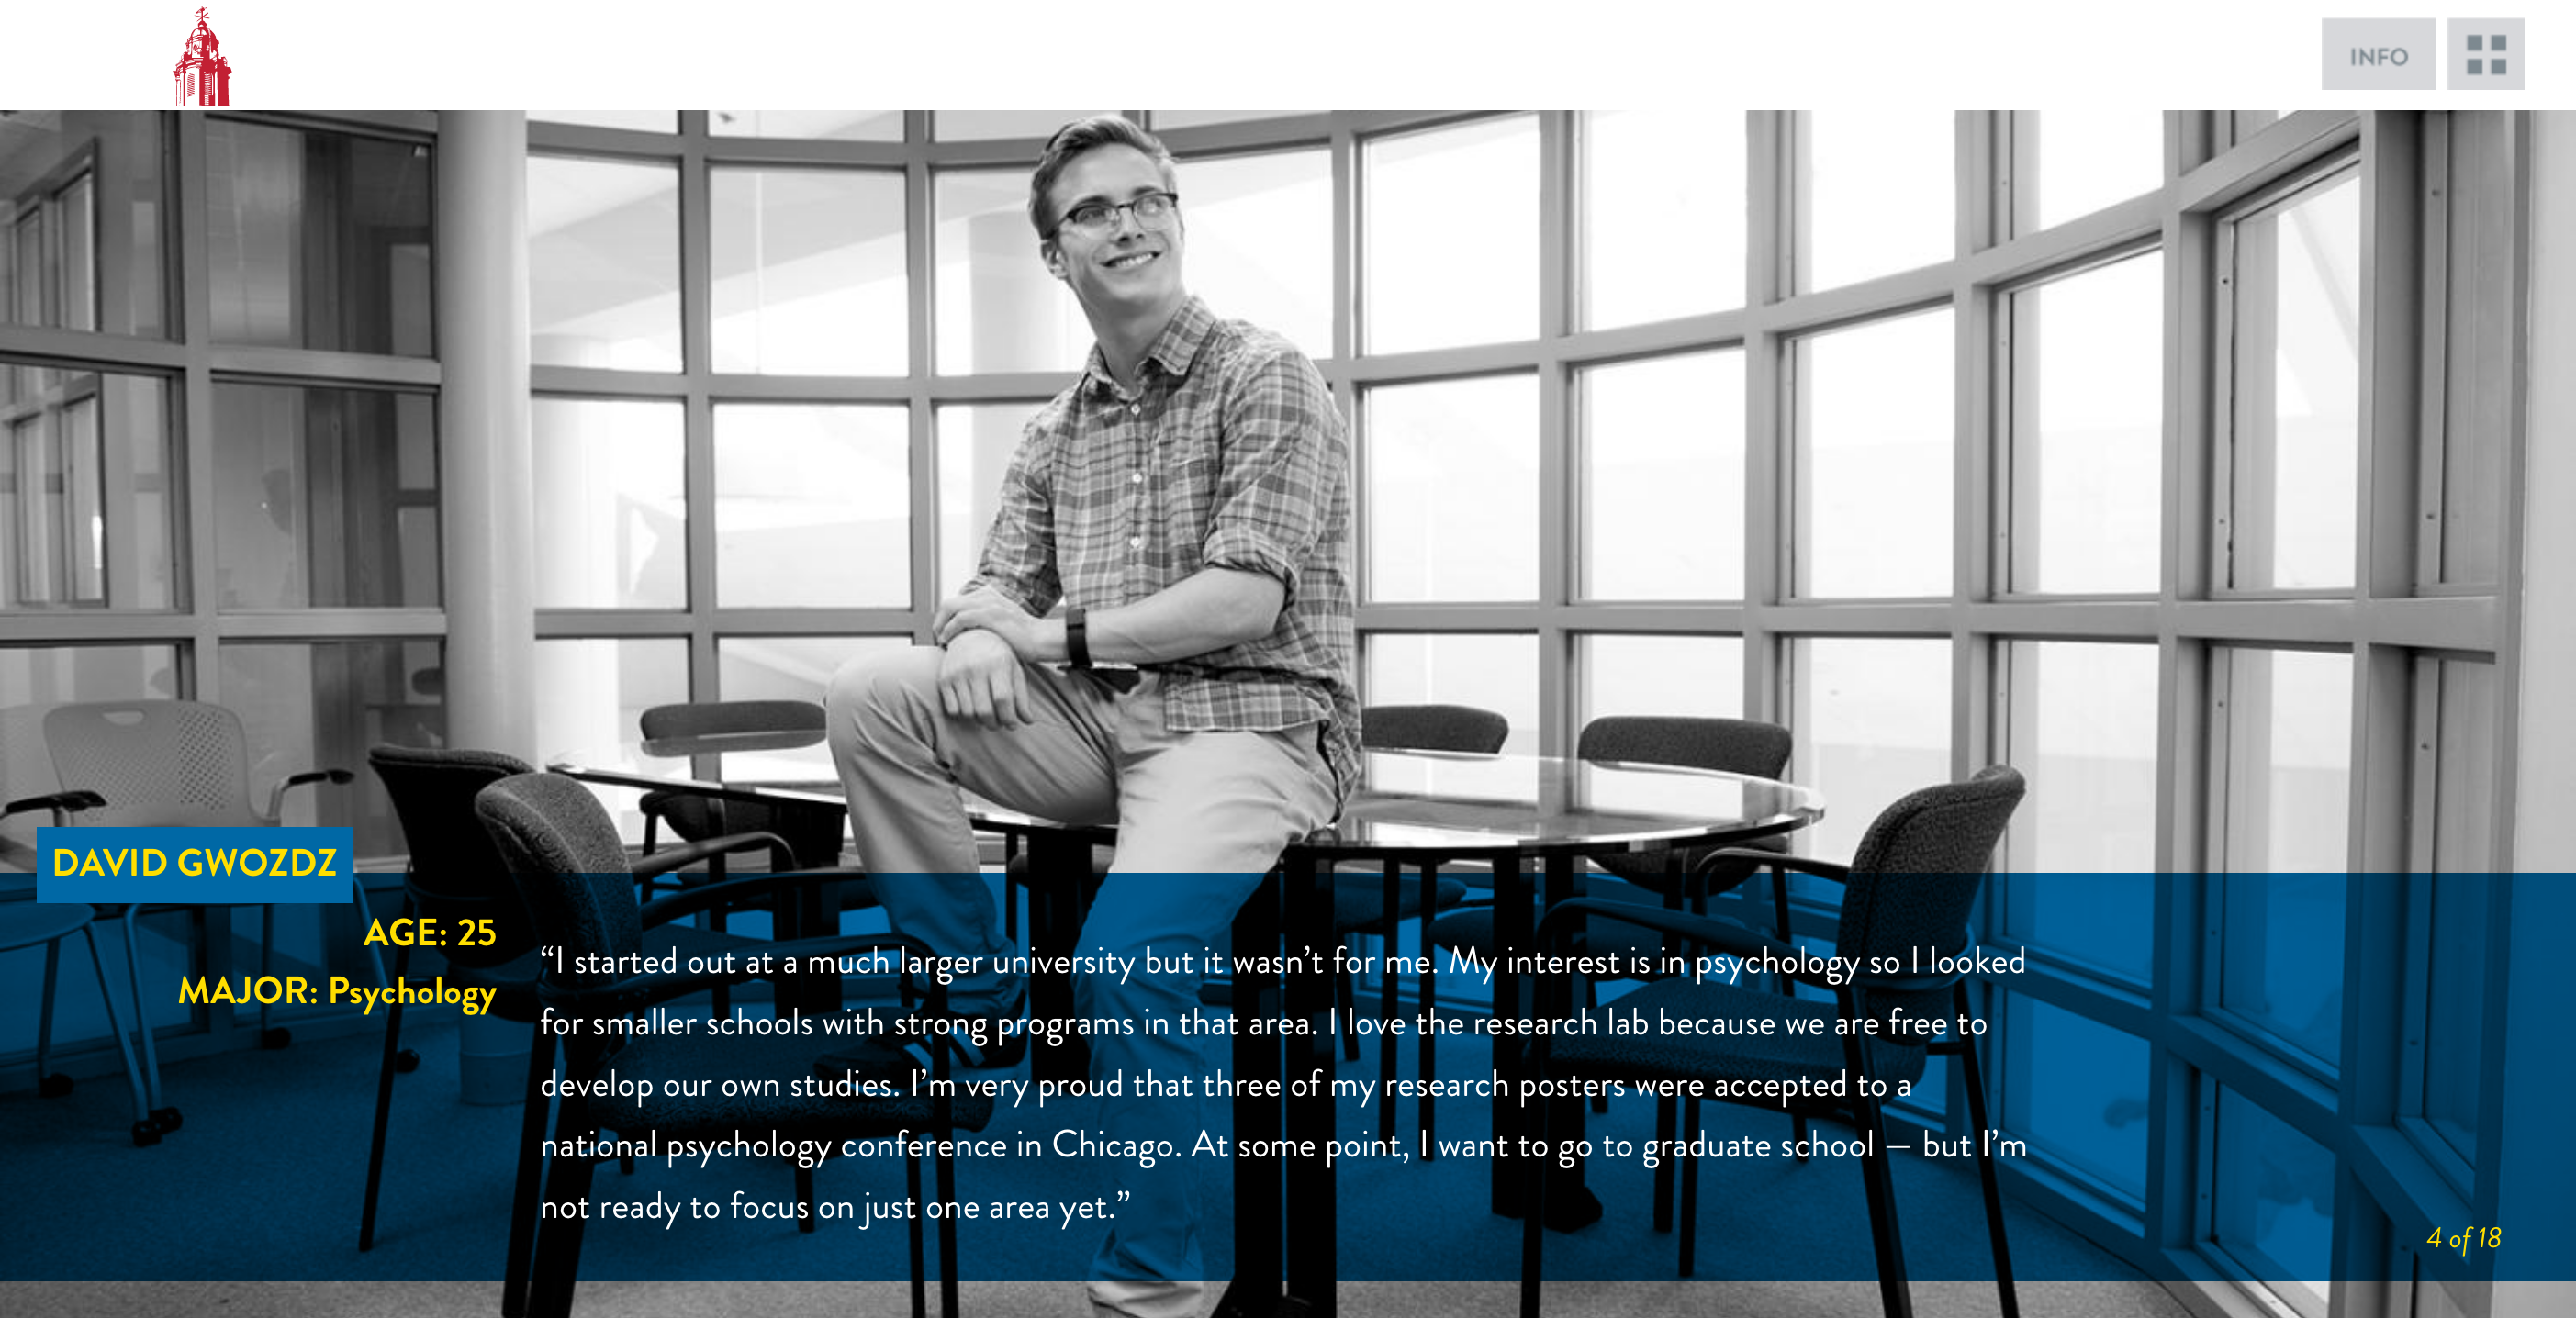 INFO
DAVID GWOZDZ
AGE: 25
MAJOR: Psychology
“I started out at a much larger university but it wasn’t for me. My interest is in psychology so I looked
for smaller schools with strong programs in that area. I love the research lab because we are free to
develop our own studies. I’m very proud that three of my research posters were accepted to a
national psychology conference in Chicago. At some point, I want to go to graduate school — but I’m
not ready to focus on just one area yet.”
4 of 18